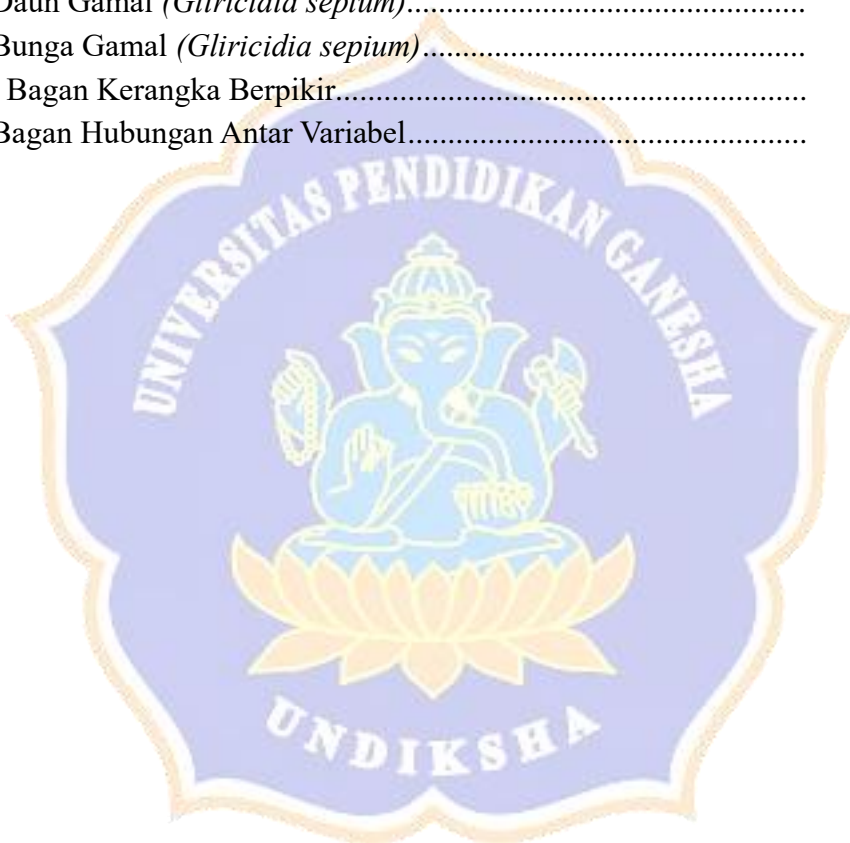 Daun Gamal (Gliricidia sepium)..................................................
Bunga Gamal (Gliricidia sepium)................................................
Bagan Kerangka Berpikir..........................................................
Bagan Hubungan Antar Variabel.................................................
UNIVERSITAS PENDIDIKAN GANESHA
UNDIKSHA